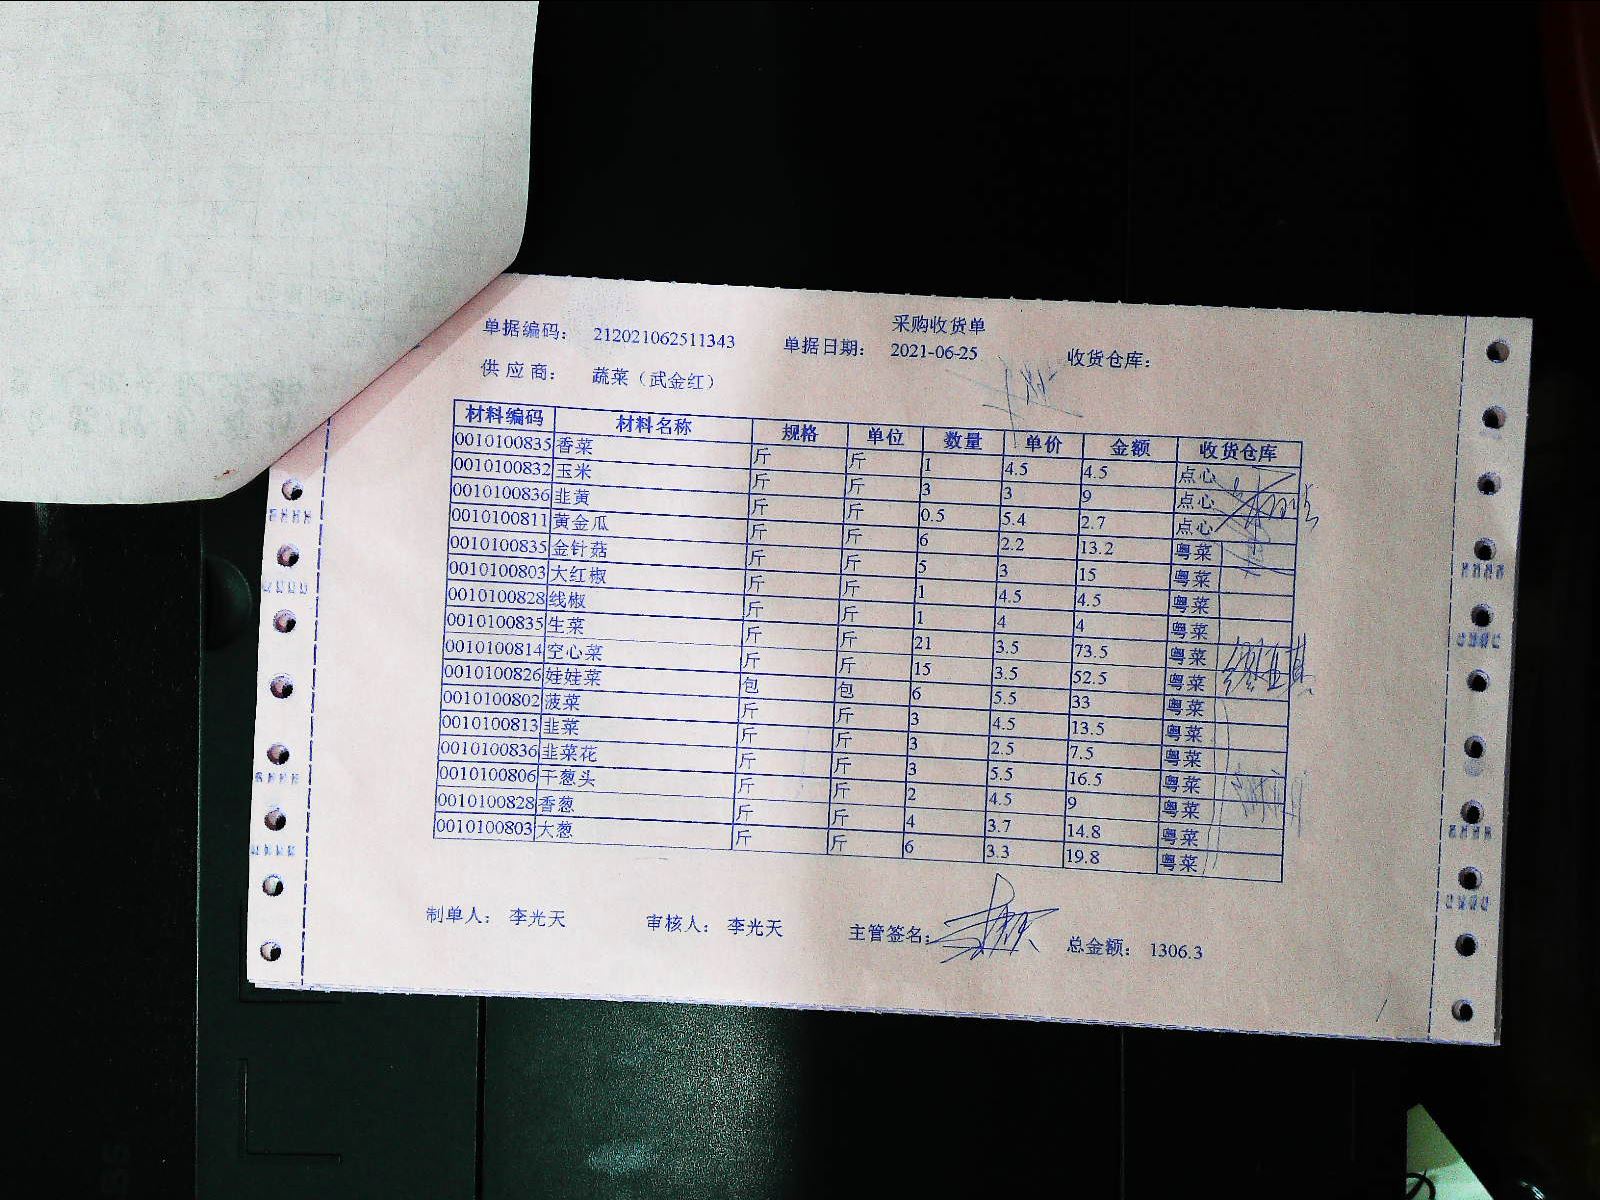 采购收货单
单据编码： 212021062511343 单据日期： 2021-06-25 收货仓库：
供应商： 蔬菜（武金红）
材料编码 材料名称 规格 单位 数量 单价 金额 收货仓库
0010100835 香菜 斤 斤 1 4.5 4.5 点心
0010100832 玉米 斤 斤 3 3 9 点心
0010100836 韭黄 斤 斤 0.5 5.4 2.7 点心
0010100811 黄金瓜 斤 斤 6 2.2 13.2 粤菜
0010100835 金针菇 斤 斤 5 3 15 粤菜
0010100803 大红椒 斤 斤 1 4.5 4.5 粤菜
0010100828 线椒 斤 斤 1 4 4 粤菜
0010100835 生菜 斤 斤 21 3.5 73.5 粤菜
0010100814 空心菜 斤 斤 15 3.5 52.5 粤菜
0010100826 娃娃菜 包 包 6 5.5 33 粤菜
0010100802 菠菜 斤 斤 3 4.5 13.5 粤菜
0010100813 韭菜 斤 斤 3 2.5 7.5 粤菜
0010100836 韭菜花 斤 斤 3 5.5 16.5 粤菜
0010100806 干葱头 斤 斤 2 4.5 9 粤菜
0010100828 香葱 斤 斤 4 3.7 14.8 粤菜
0010100803 大葱 斤 斤 6 3.3 19.8 粤菜
制单人： 李光天 审核人： 李光天 主管签名： 总金额： 1306.3